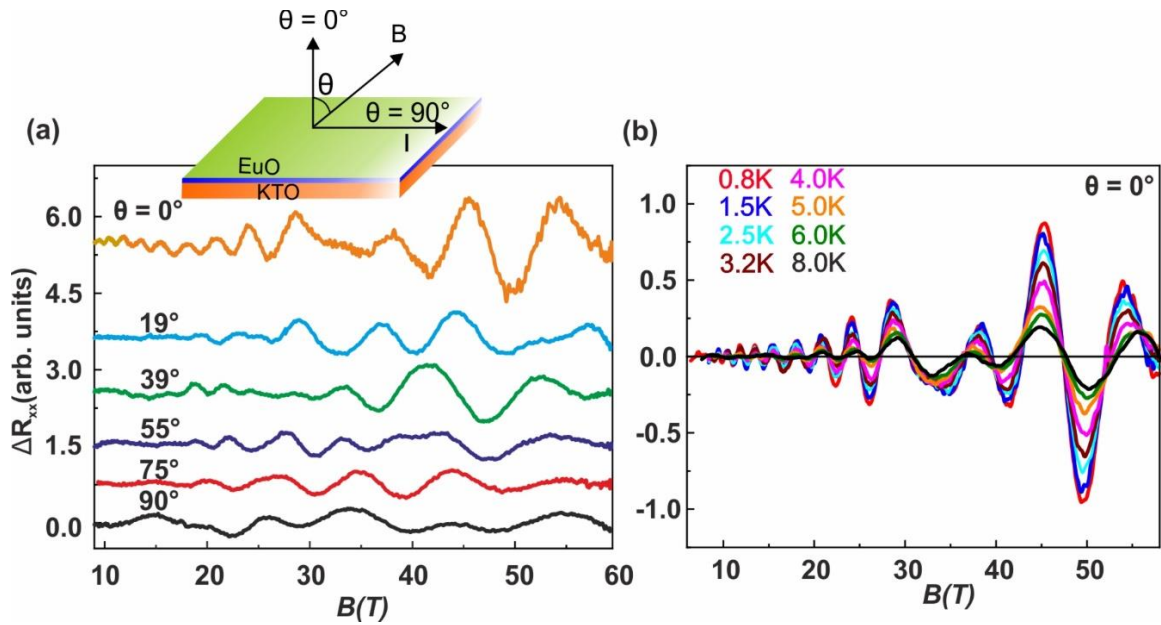 θ = 0°
B
θ
θ = 90°
I
EuO
KTO
(a)
θ = 0°
19°
39°
55°
75°
90°
6.0
4.5
3.0
1.5
0.0
ΔRxx(arb. units)
10 20 30 40 50 60
B(T)
(b)
0.8K 4.0K
1.5K 5.0K
2.5K 6.0K
3.2K 8.0K
θ = 0°
1.0
0.5
0.0
-0.5
-1.0
10 20 30 40 50
B(T)